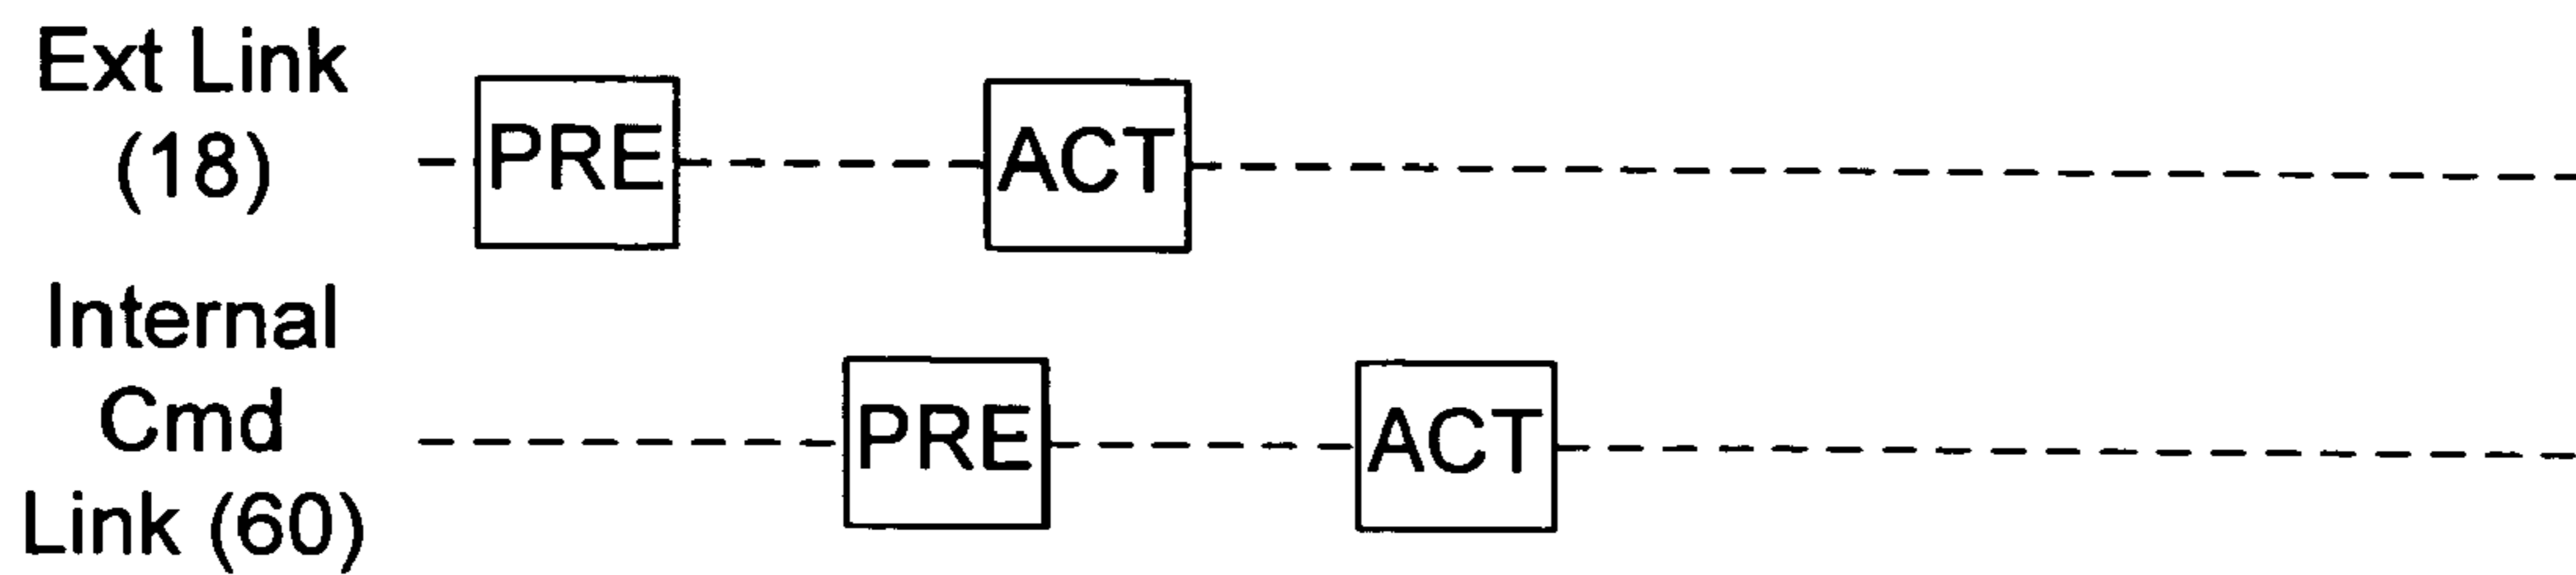 Ext Link
(18)
PRE
ACT
Internal
Cmd
Link (60)
PRE
ACT